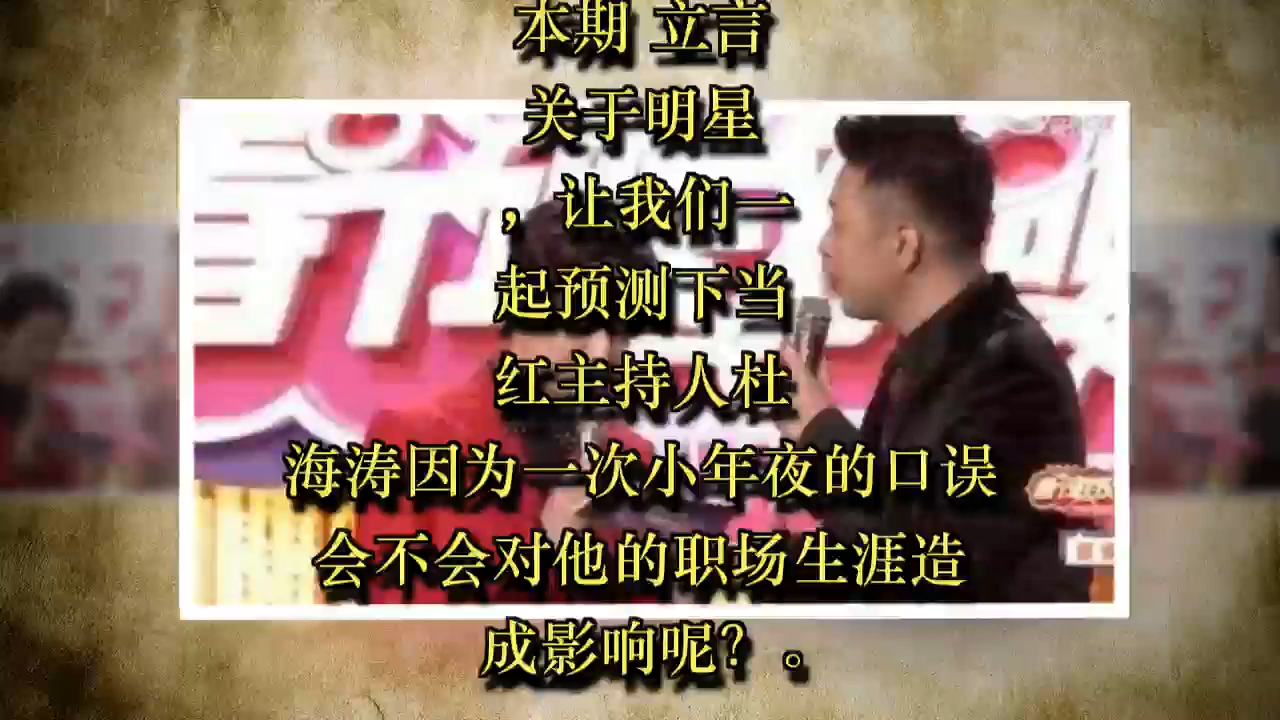 本期 立言
关于明星
，让我们一
起预测下当
红主持人杜
海涛因为一次小年夜的口误
会不会对他的职场生涯造
成影响呢？。